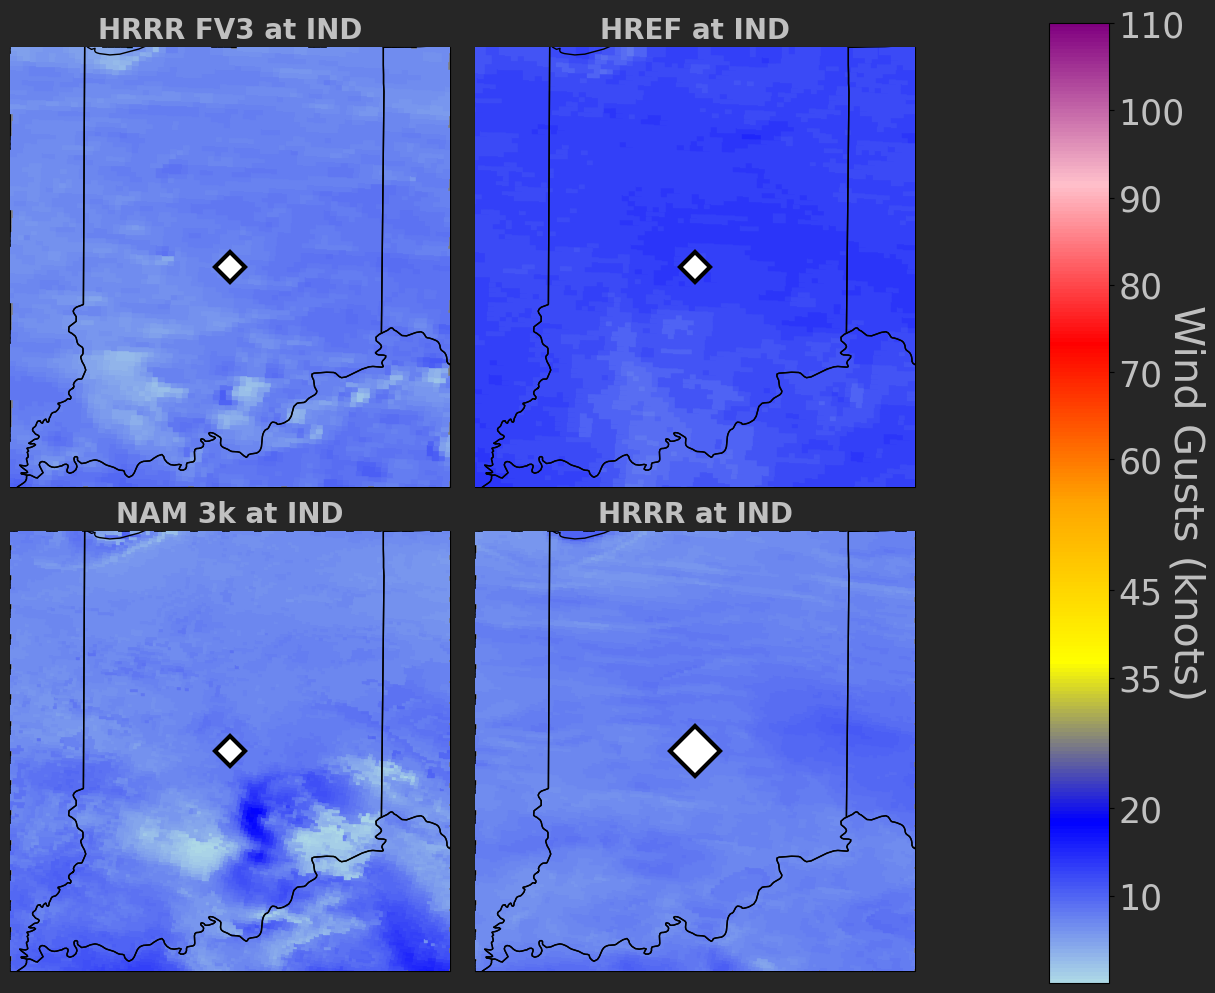 HRRR FV3 at IND
HREF at IND
NAM 3k at IND
HRRR at IND
110
100
90
80
70
60
45
35
20
10
Wind Gusts (knots)